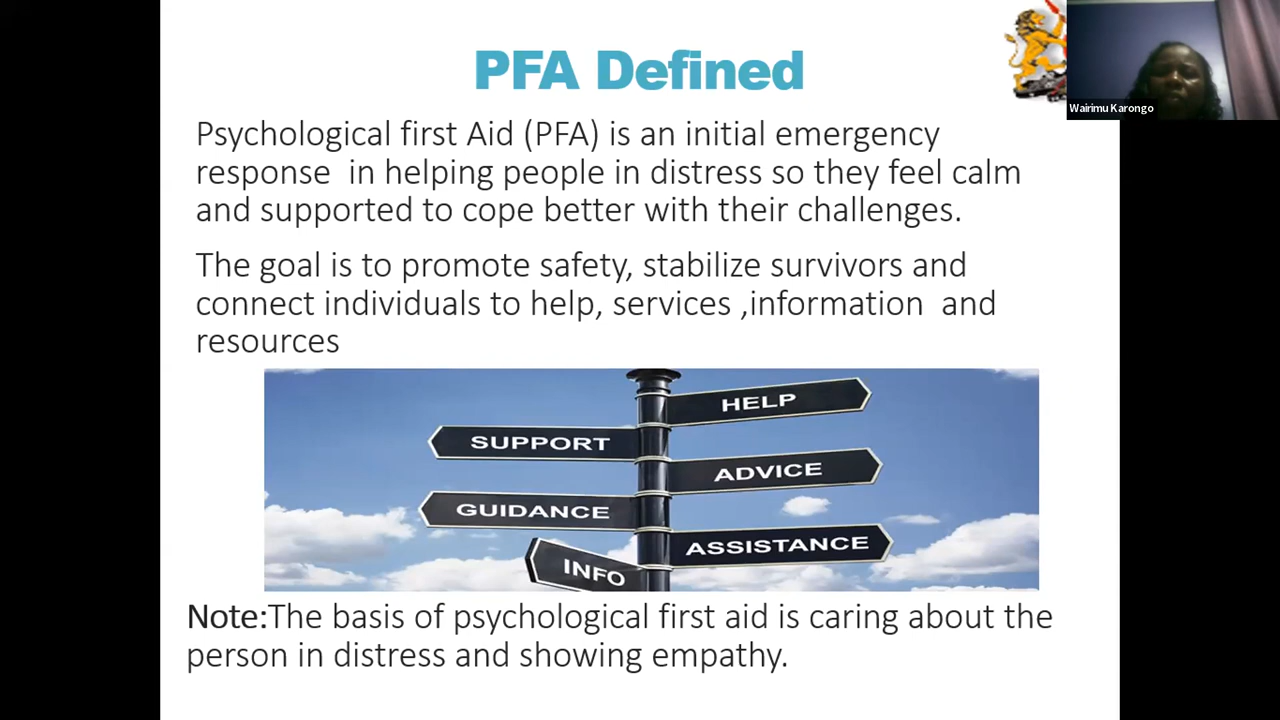 PFA Defined
Wairimu Karongo
Psychological first Aid (PFA) is an initial emergency
response  in helping people in distress so they feel calm
and supported to cope better with their challenges.
The goal is to promote safety, stabilize survivors and
connect individuals to help, services ,information  and
resources
HELP
SUPPORT
ADVICE
GUIDANCE
ASSISTANCE
INFO
Note:The basis of psychological first aid is caring about the
person in distress and showing empathy.